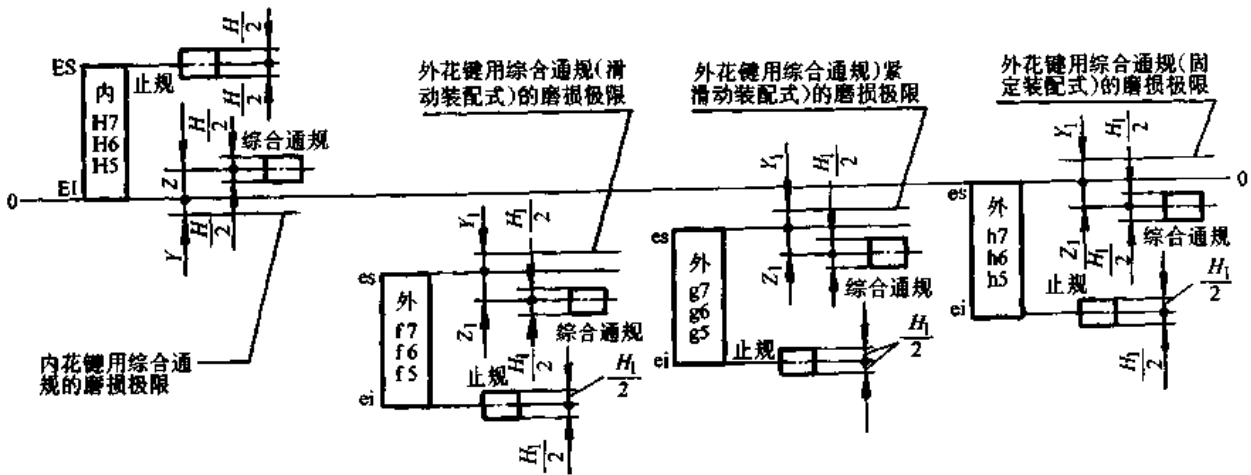 ES
内
H7
H6
H5
EI
0
止规
H/2
H/2
H/2
综合通规
Z
Y
H/2
内花键用综合通
规的磨损极限
外花键用综合通规(滑
动装配式)的磨损极限
es
外
f7
f6
f5
ei
Y₁
H₁/2
Z₁
H₁/2
综合通规
止规
H₁/2
H₁/2
外花键用综合通规)紧
滑动装配式)的磨损极限
es
外
g7
g6
g5
ei
Y₁
H₁/2
Z₁
综合通规
止规
H₁/2
外花键用综合通规(固
定装配式)的磨损极限
es
外
h7
h6
h5
ei
Y₁
H₁/2
0
Z₁
H₁/2
综合通规
止规
H₁/2
H₁/2